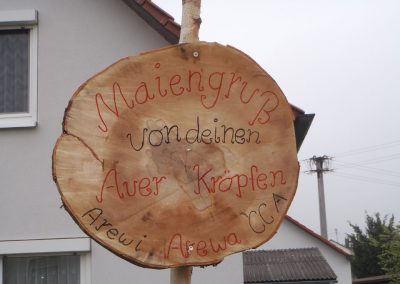 Maiengruß
von deinen
Auer Kröpfen
Arewi Arewa CCA